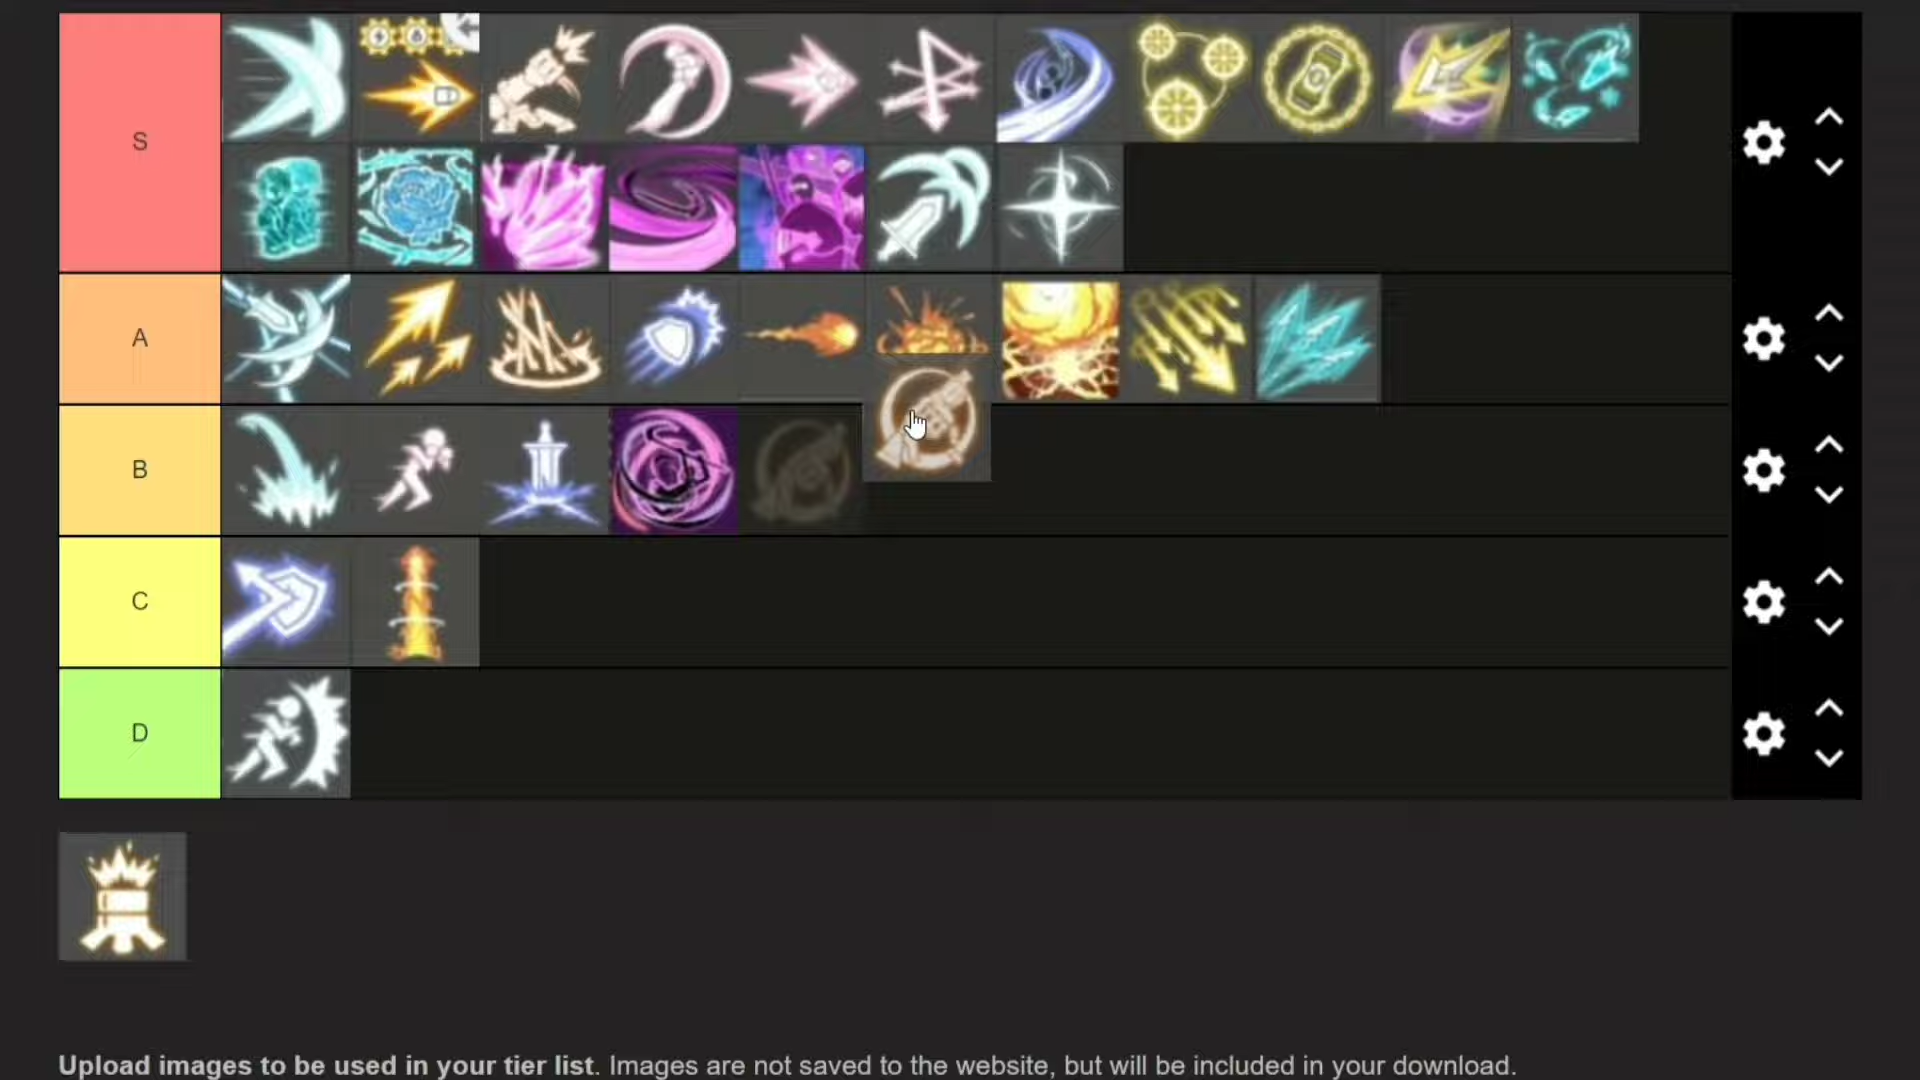 S
A
B
C
D
Upload images to be used in your tier list. Images are not saved to the website, but will be included in your download.